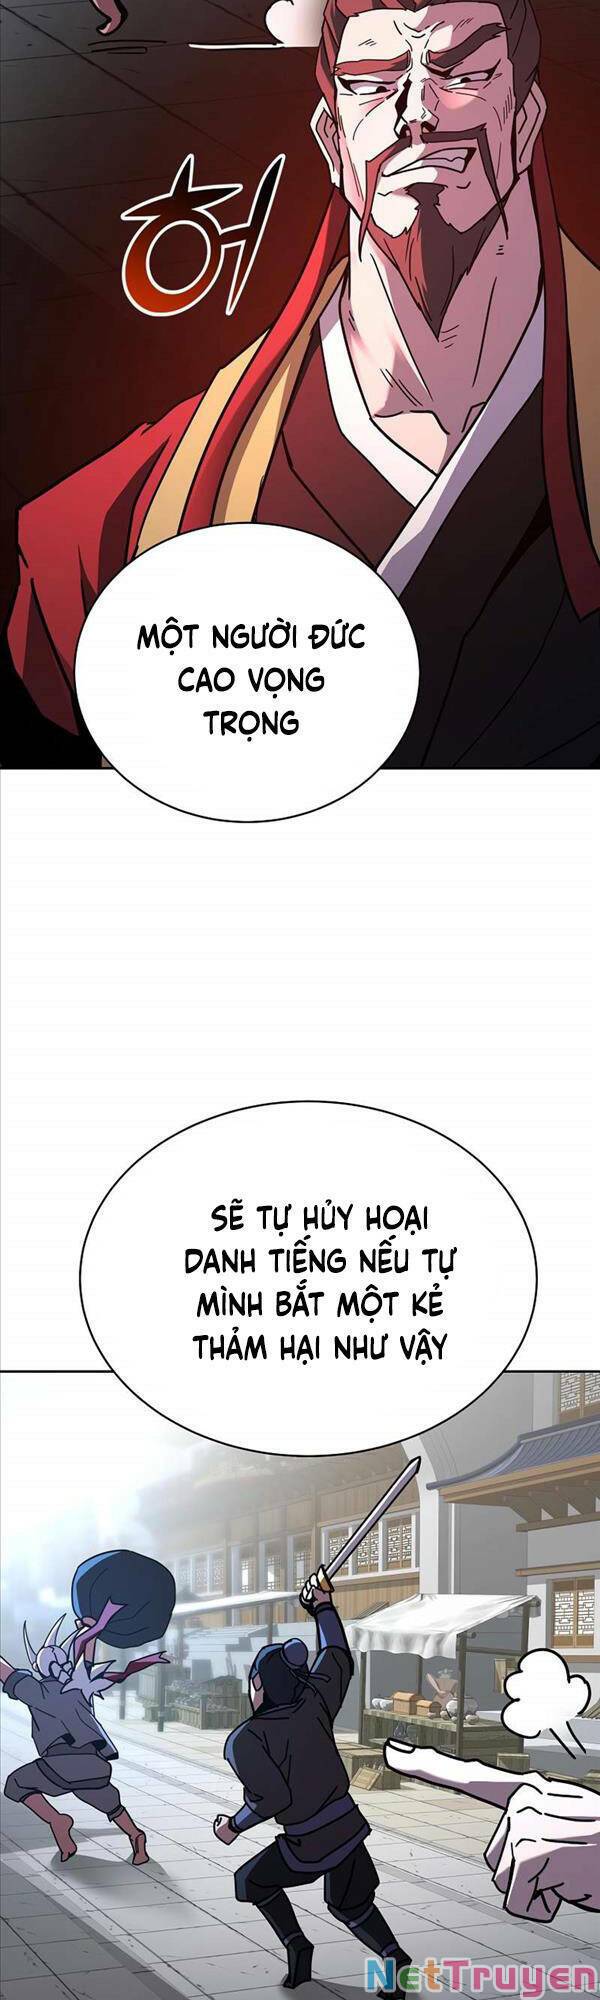 허
MỘT NGƯỜI ĐỨC
CAO VỌNG
TRỌNG
SẼ TỰ HỦY HOẠI
DANH TIẾNG NẾU TỰ
MÌNH BẮT MỘT KẺ
THẢM HẠI NHƯ VẬY
NetTruyen